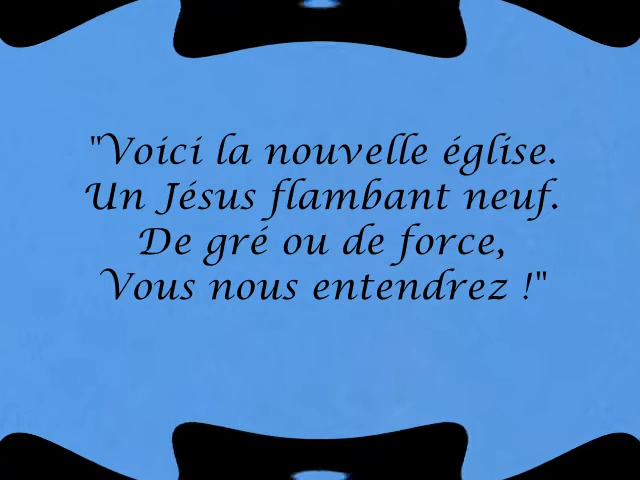 "Voici la nouvelle église.
Un Jésus flambant neuf.
De gré ou de force,
Vous nous entendrez !"